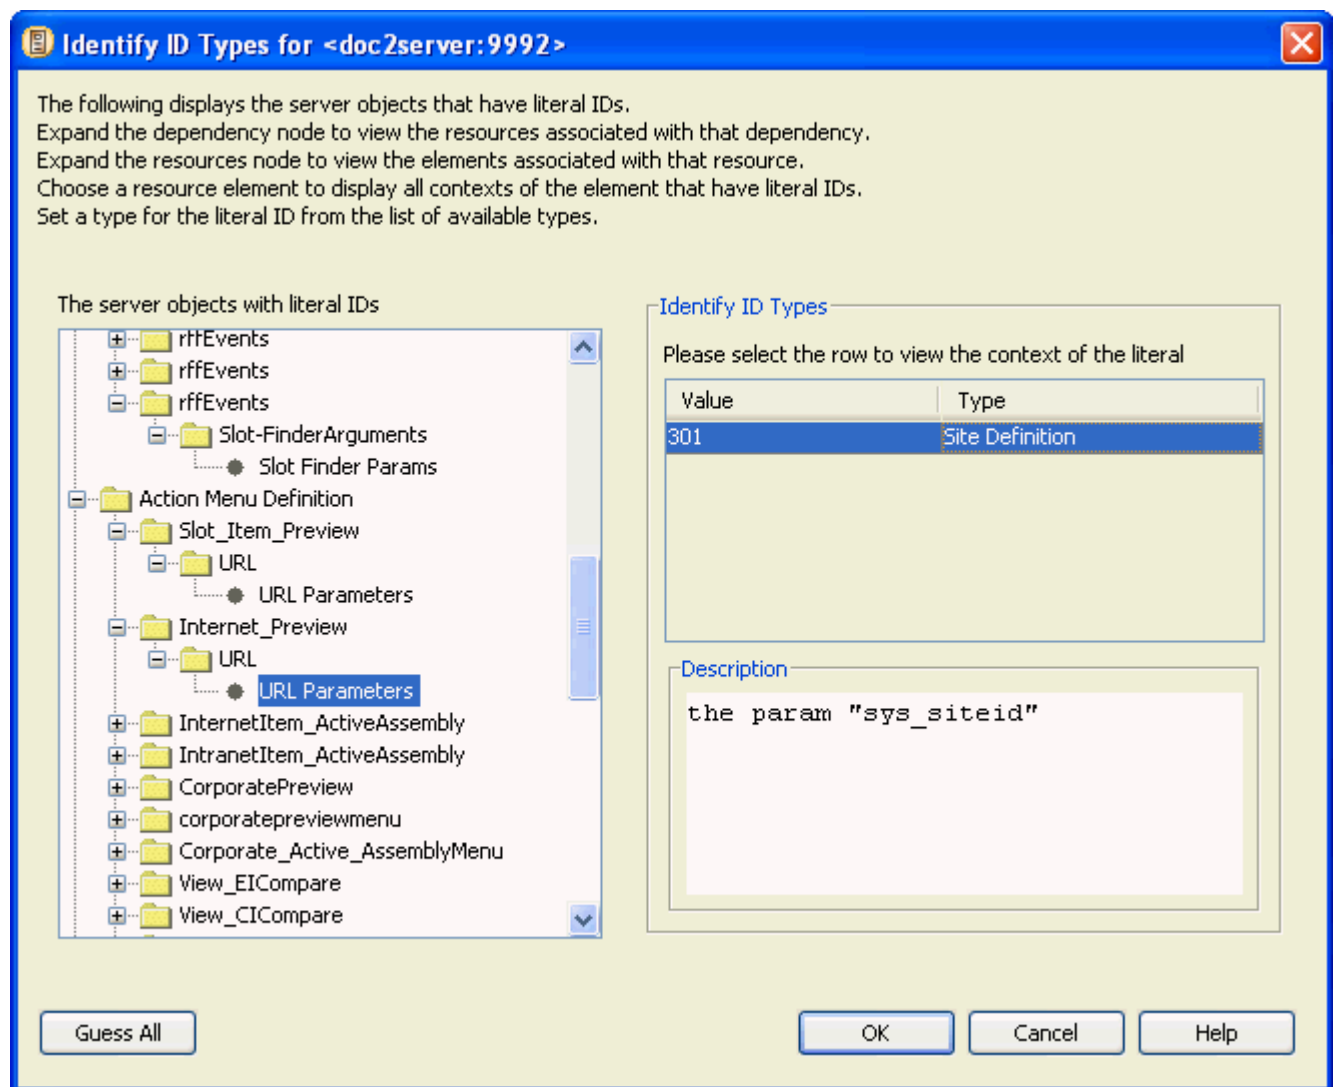 Identify ID Types for <doc2server:9992>
The following displays the server objects that have literal IDs.
Expand the dependency node to view the resources associated with that dependency.
Expand the resources node to view the elements associated with that resource.
Choose a resource element to display all contexts of the element that have literal IDs.
Set a type for the literal ID from the list of available types.
The server objects with literal IDs
rffEvents
rffEvents
rffEvents
Slot-FinderArguments
Slot Finder Params
Action Menu Definition
Slot_Item_Preview
URL
URL Parameters
Internet_Preview
URL
URL Parameters
InternetItem_ActiveAssembly
IntranetItem_ActiveAssembly
CorporatePreview
corporatepreviewmenu
Corporate_Active_AssemblyMenu
View_EICompare
View_CICompare
Identify ID Types
Please select the row to view the context of the literal
Value Type
301 Site Definition
Description
the param "sys_siteid"
Guess All
OK Cancel Help